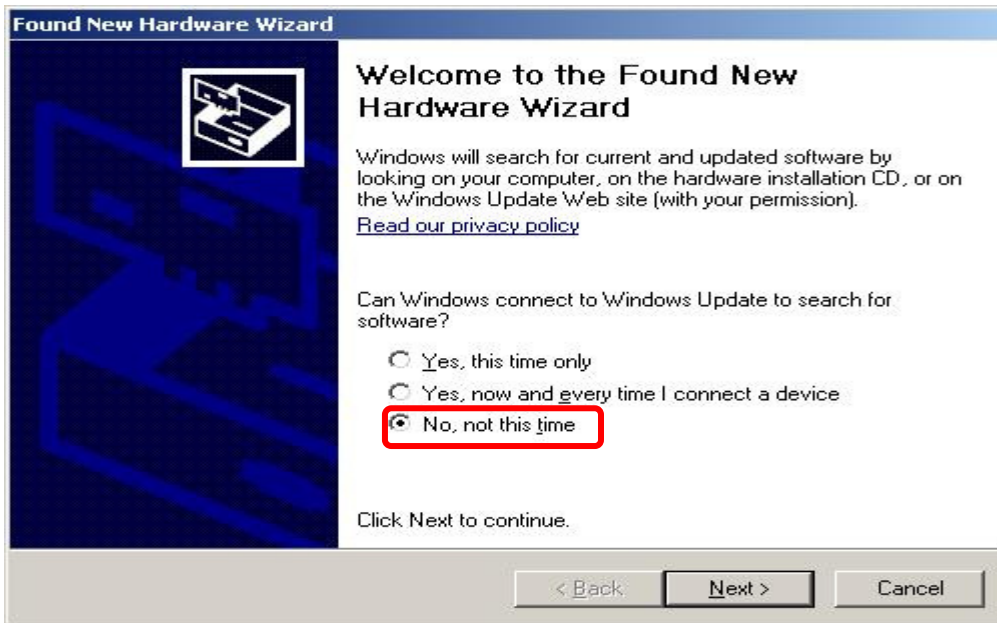 Found New Hardware Wizard
Welcome to the Found New
Hardware Wizard
Windows will search for current and updated software by
looking on your computer, on the hardware installation CD, or on
the Windows Update Web site (with your permission).
Read our privacy policy
Can Windows connect to Windows Update to search for
software?
Yes, this time only
Yes, now and every time I connect a device
No, not this time
Click Next to continue.
< Back Next > Cancel